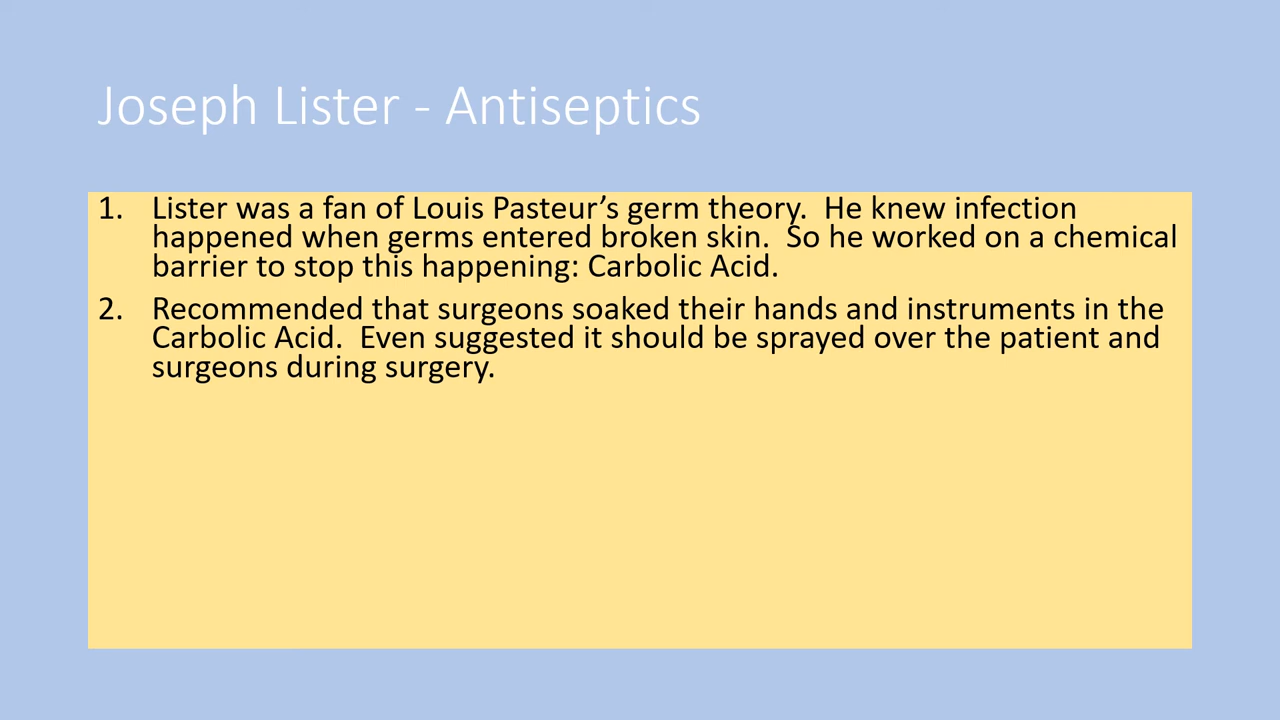 Joseph Lister - Antiseptics
1. Lister was a fan of Louis Pasteur’s germ theory.  He knew infection
happened when germs entered broken skin.  So he worked on a chemical
barrier to stop this happening: Carbolic Acid.
2. Recommended that surgeons soaked their hands and instruments in the
Carbolic Acid.  Even suggested it should be sprayed over the patient and
surgeons during surgery.